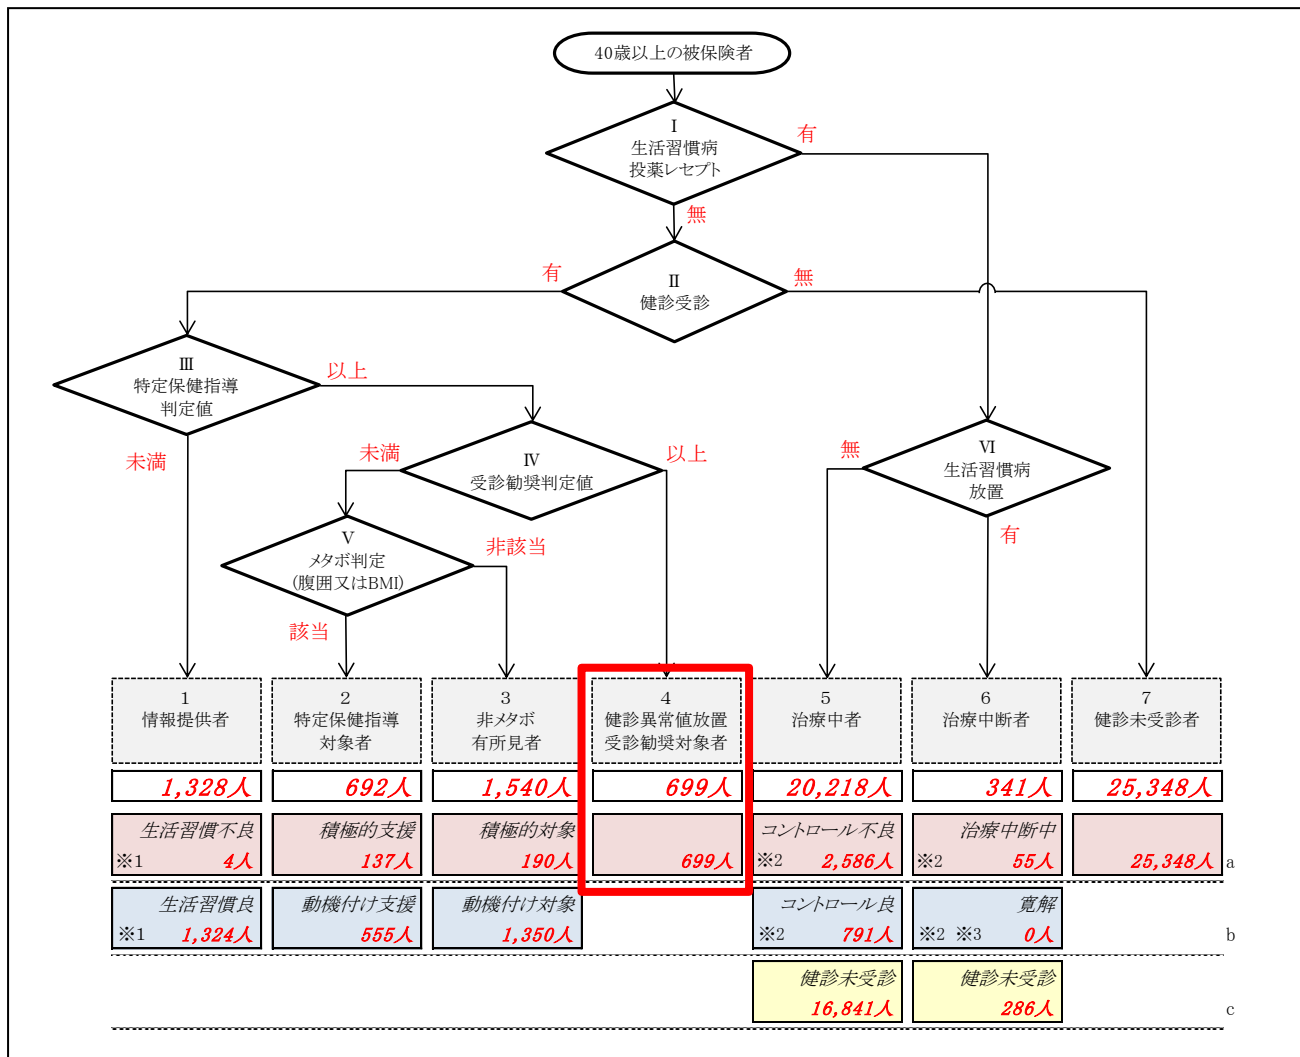 40歳以上の被保険者
Ⅰ
生活習慣病
投薬レセプト
有
無
Ⅱ
健診受診
有
無
Ⅲ
特定保健指導
判定値
以上
未満
Ⅳ
受診勧奨判定値
未満
以上
Ⅴ
メタボ判定
(腹囲又はBMI)
非該当
該当
Ⅵ
生活習慣病
放置
無
有
1
情報提供者
2
特定保健指導
対象者
3
非メタボ
有所見者
4
健診異常値放置
受診勧奨対象者
5
治療中者
6
治療中断者
7
健診未受診者
1,328人
692人
1,540人
699人
20,218人
341人
25,348人
生活習慣不良
※1 4人
積極的支援
137人
積極的対象
190人
699人
コントロール不良
※2 2,586人
治療中断中
※2 55人
25,348人
a
生活習慣良
※1 1,324人
動機付け支援
555人
動機付け対象
1,350人
コントロール良
※2 791人
寛解
※2 ※3 0人
b
健診未受診
16,841人
健診未受診
286人
c